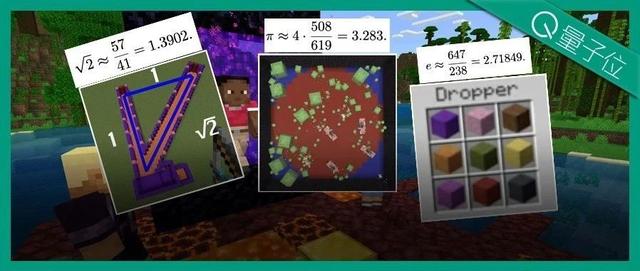 √2 ≈ 57/41 = 1.3902.
1
1
√2
π ≈ 4 · 508/619 = 3.283.
e ≈ 647/238 = 2.71849.
Dropper
量子位